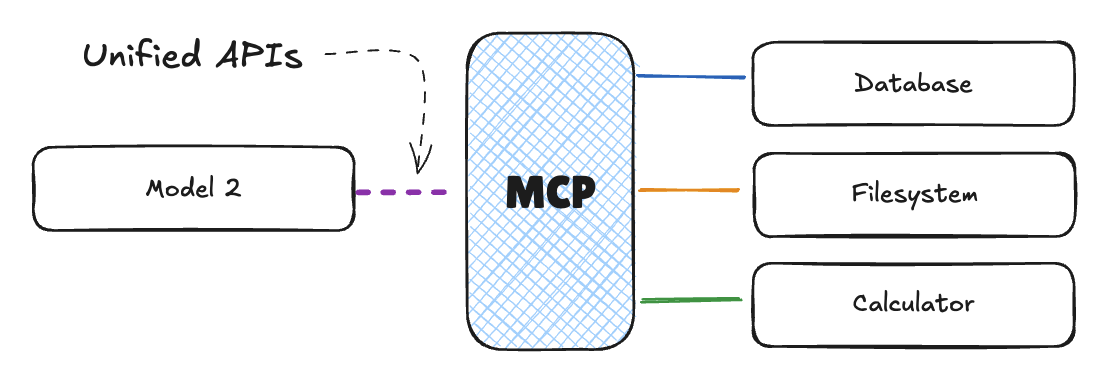 Unified APIs
Model 2
MCP
Database
Filesystem
Calculator